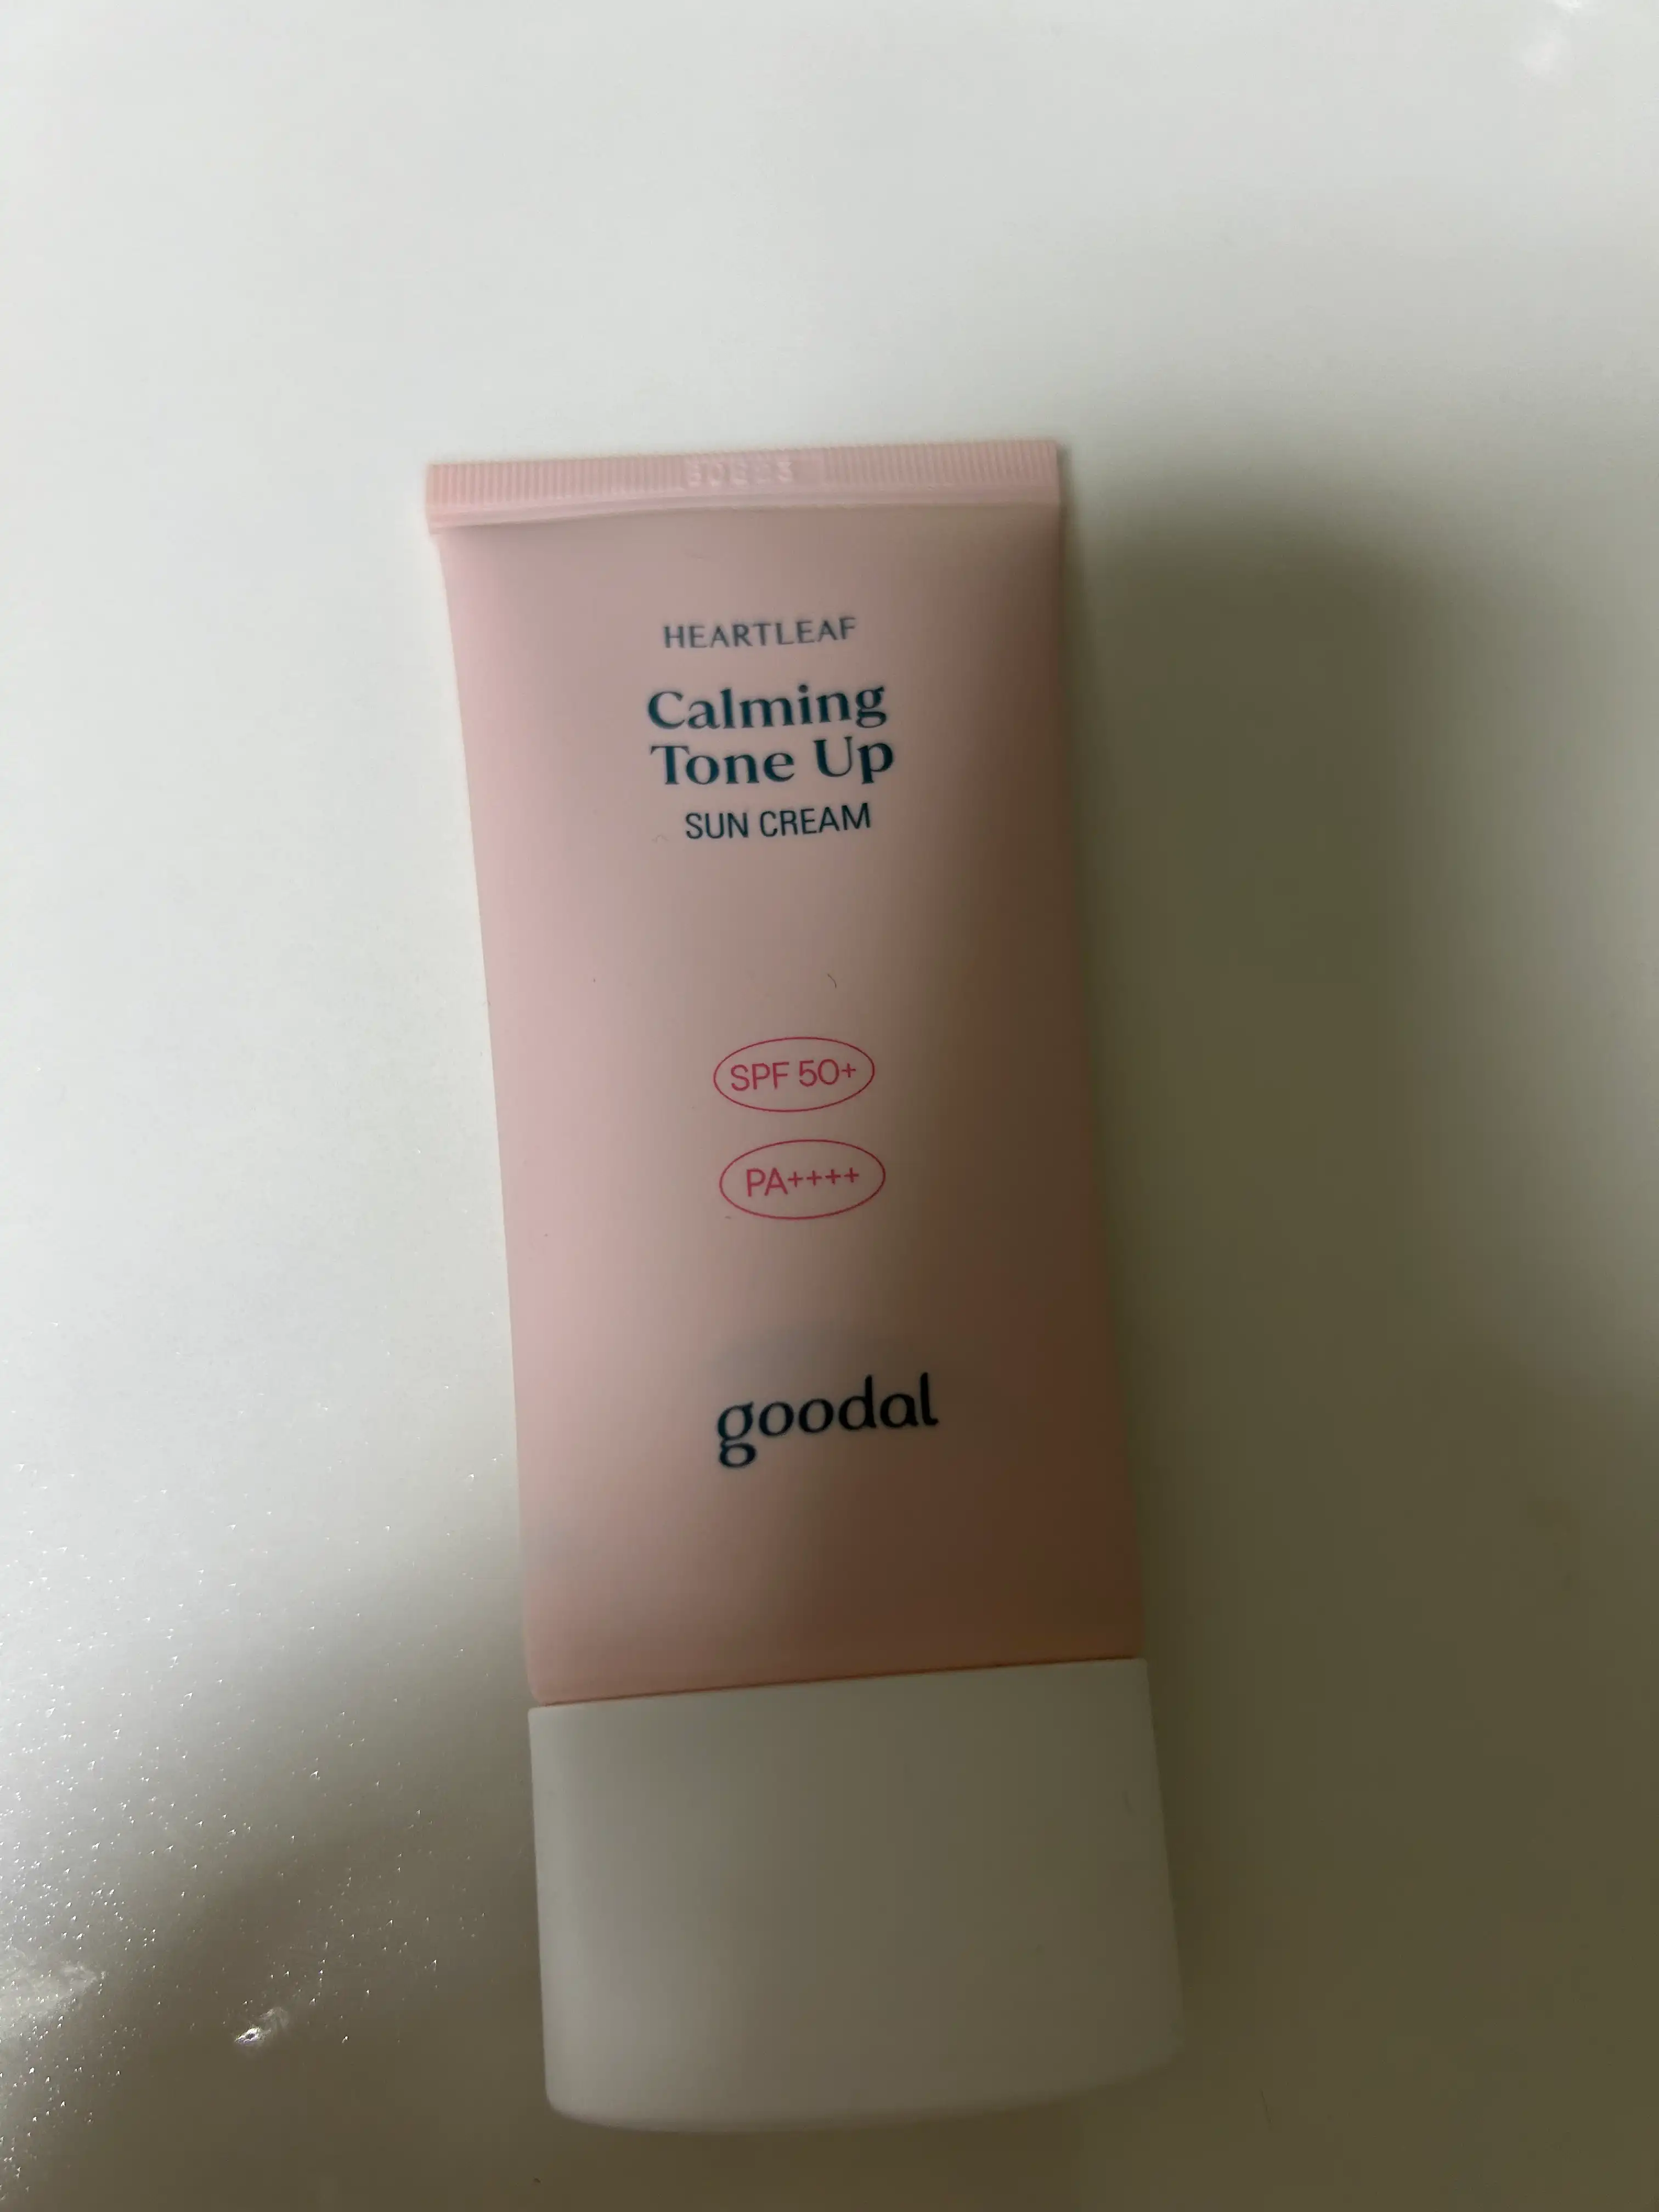 HEARTLEAF
Calming
Tone Up
SUN CREAM
SPF 50+
PA++++
goodal